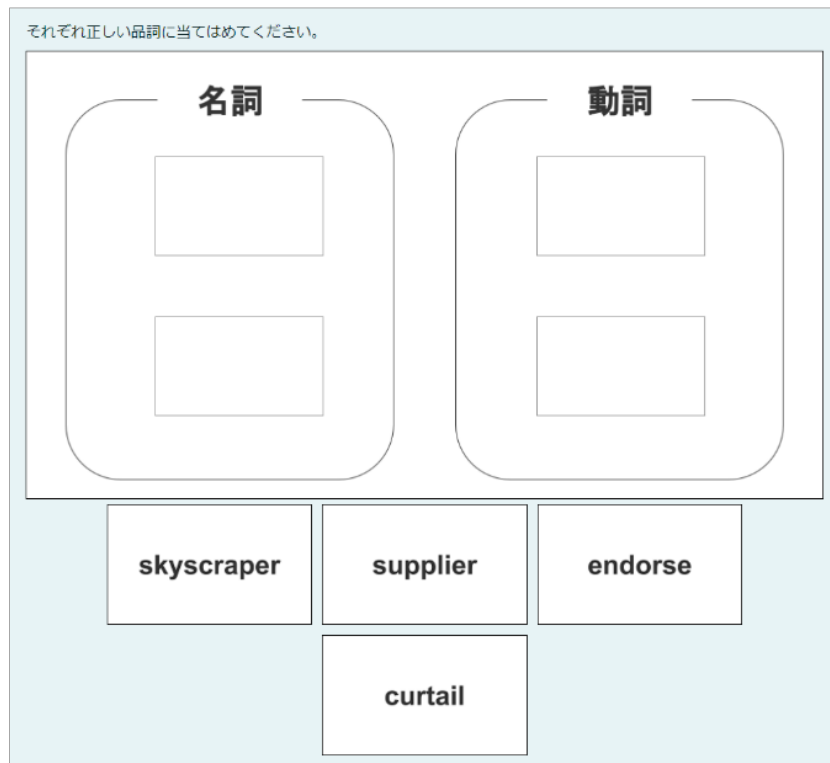 それぞれ正しい品詞に当てはめてください。
名詞 動詞
skyscraper supplier endorse
curtail